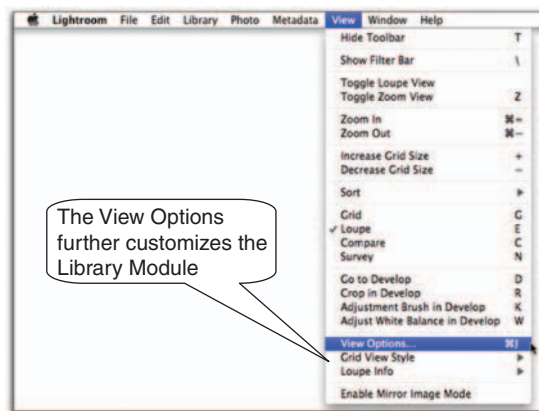 Lightroom File Edit Library Photo Metadata View Window Help
Hide Toolbar T
Show Filter Bar \
Toggle Loupe View
Toggle Zoom View Z
Zoom In ⌘=
Zoom Out ⌘−
Increase Grid Size +
Decrease Grid Size −
Sort ▶
Grid G
✓ Loupe E
Compare C
Survey N
Go to Develop D
Crop in Develop R
Adjustment Brush in Develop K
Adjust White Balance in Develop W
View Options... ⌘J
Grid View Style ▶
Loupe Info ▶
Enable Mirror Image Mode
The View Options
further customizes the
Library Module